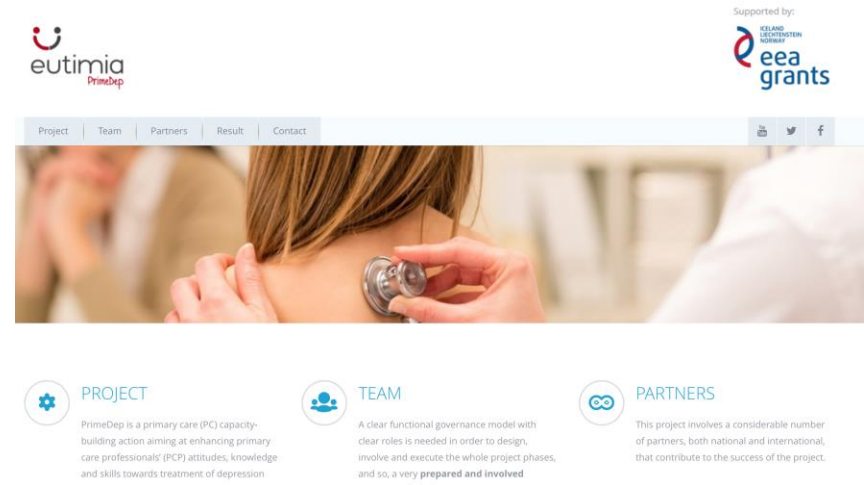 Supported by:
eutimia
PrimeDep
ICELAND
LIECHTENSTEIN
NORWAY
eea
grants
Project
Team
Partners
Result
Contact
PROJECT
PrimeDep is a primary care (PC) capacity-
building action aiming at enhancing primary
care professionals' (PCP) attitudes, knowledge
and skills towards treatment of depression
TEAM
A clear functional governance model with
clear roles is needed in order to design,
involve and execute the whole project phases,
and so, a very prepared and involved
PARTNERS
This project involves a considerable number
of partners, both national and international,
that contribute to the success of the project.